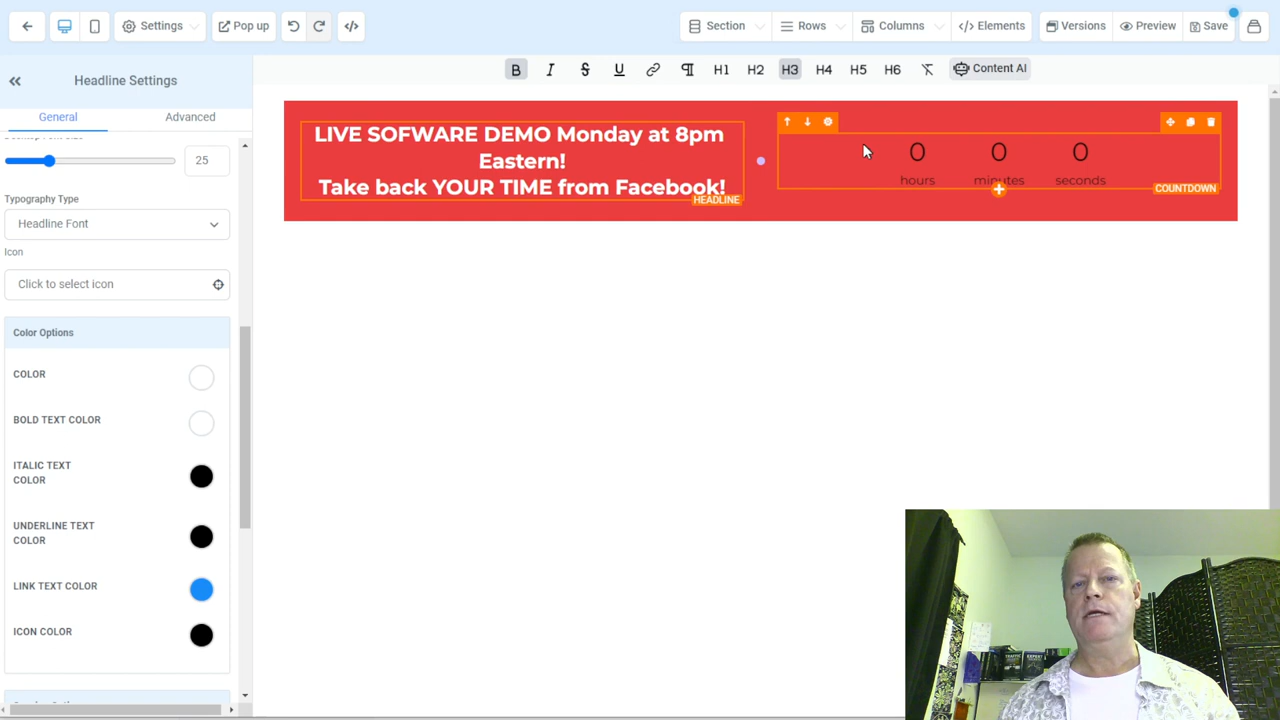 Settings
Pop up
Section
Rows
Columns
Elements
Versions
Preview
Save
Headline Settings
B I S U ¶ H1 H2 H3 H4 H5 H6 Content AI
General
Advanced
25
Typography Type
Headline Font
Icon
Click to select icon
Color Options
COLOR
BOLD TEXT COLOR
ITALIC TEXT
COLOR
UNDERLINE TEXT
COLOR
LINK TEXT COLOR
ICON COLOR
LIVE SOFWARE DEMO Monday at 8pm
Eastern!
Take back YOUR TIME from Facebook!
HEADLINE
0 0 0
hours minutes seconds
COUNTDOWN